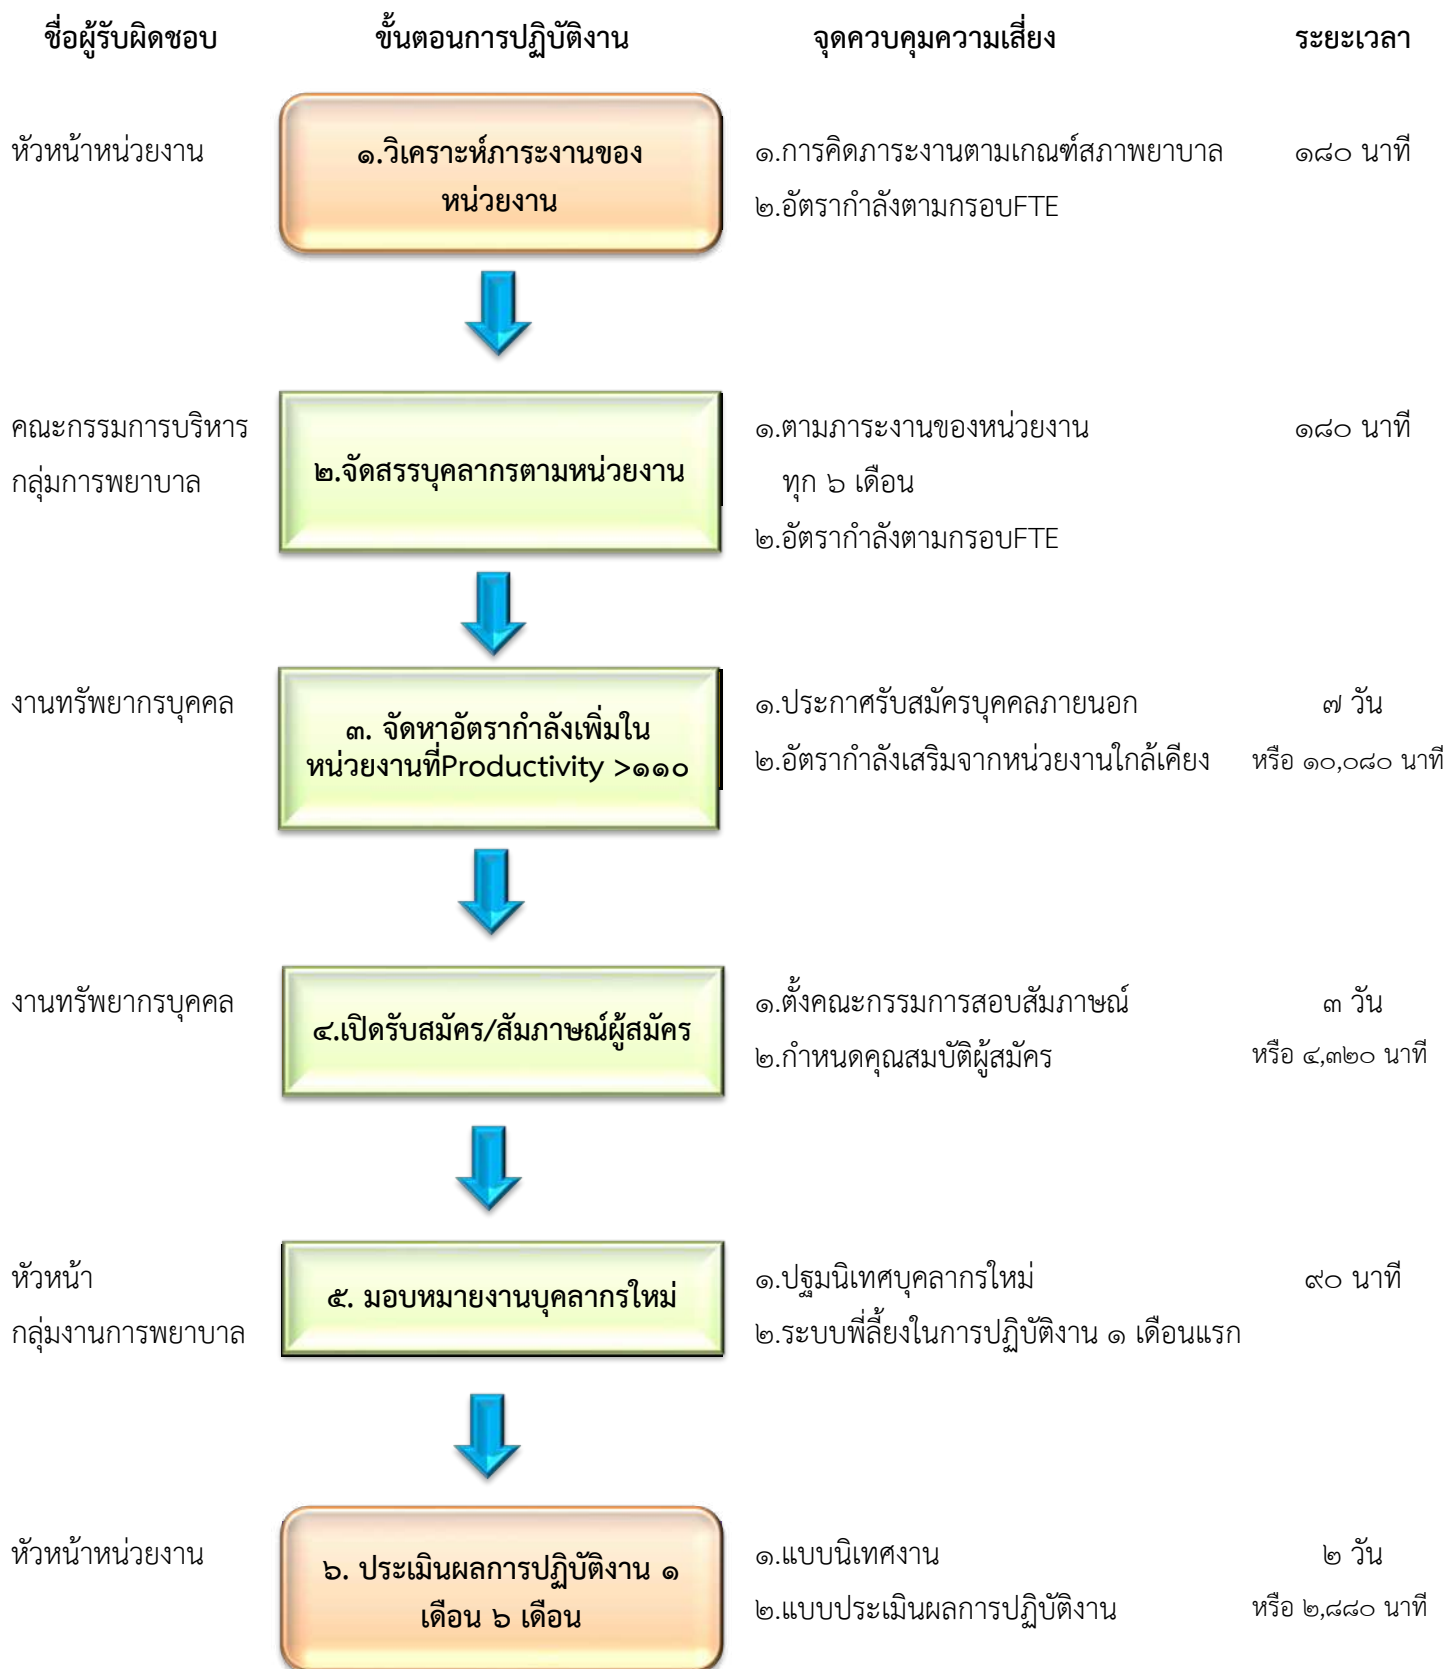 ชื่อผู้รับผิดชอบ ขั้นตอนการปฏิบัติงาน จุดควบคุมความเสี่ยง ระยะเวลา
หัวหน้าหน่วยงาน ๑.วิเคราะห์ภาระงานของ ๑.การคิดภาระงานตามเกณฑ์สภาพยาบาล ๑๘๐ นาที
หน่วยงาน ๒.อัตรากำลังตามกรอบFTE
คณะกรรมการบริหาร ๑.ตามภาระงานของหน่วยงาน ๑๘๐ นาที
กลุ่มการพยาบาล ๒.จัดสรรบุคลากรตามหน่วยงาน ทุก ๖ เดือน
๒.อัตรากำลังตามกรอบFTE
งานทรัพยากรบุคคล ๓. จัดหาอัตรากำลังเพิ่มใน ๑.ประกาศรับสมัครบุคคลภายนอก ๗ วัน
หน่วยงานที่Productivity >๑๑๐ ๒.อัตรากำลังเสริมจากหน่วยงานใกล้เคียง หรือ ๑๐,๐๘๐ นาที
งานทรัพยากรบุคคล ๔.เปิดรับสมัคร/สัมภาษณ์ผู้สมัคร ๑.ตั้งคณะกรรมการสอบสัมภาษณ์ ๓ วัน
๒.กำหนดคุณสมบัติผู้สมัคร หรือ ๔,๓๒๐ นาที
หัวหน้า ๕. มอบหมายงานบุคลากรใหม่ ๑.ปฐมนิเทศบุคลากรใหม่ ๙๐ นาที
กลุ่มงานการพยาบาล ๒.ระบบพี่ลี้ยงในการปฏิบัติงาน ๑ เดือนแรก
หัวหน้าหน่วยงาน ๖. ประเมินผลการปฏิบัติงาน ๑ ๑.แบบนิเทศงาน ๒ วัน
เดือน ๖ เดือน ๒.แบบประเมินผลการปฏิบัติงาน หรือ ๒,๘๘๐ นาที